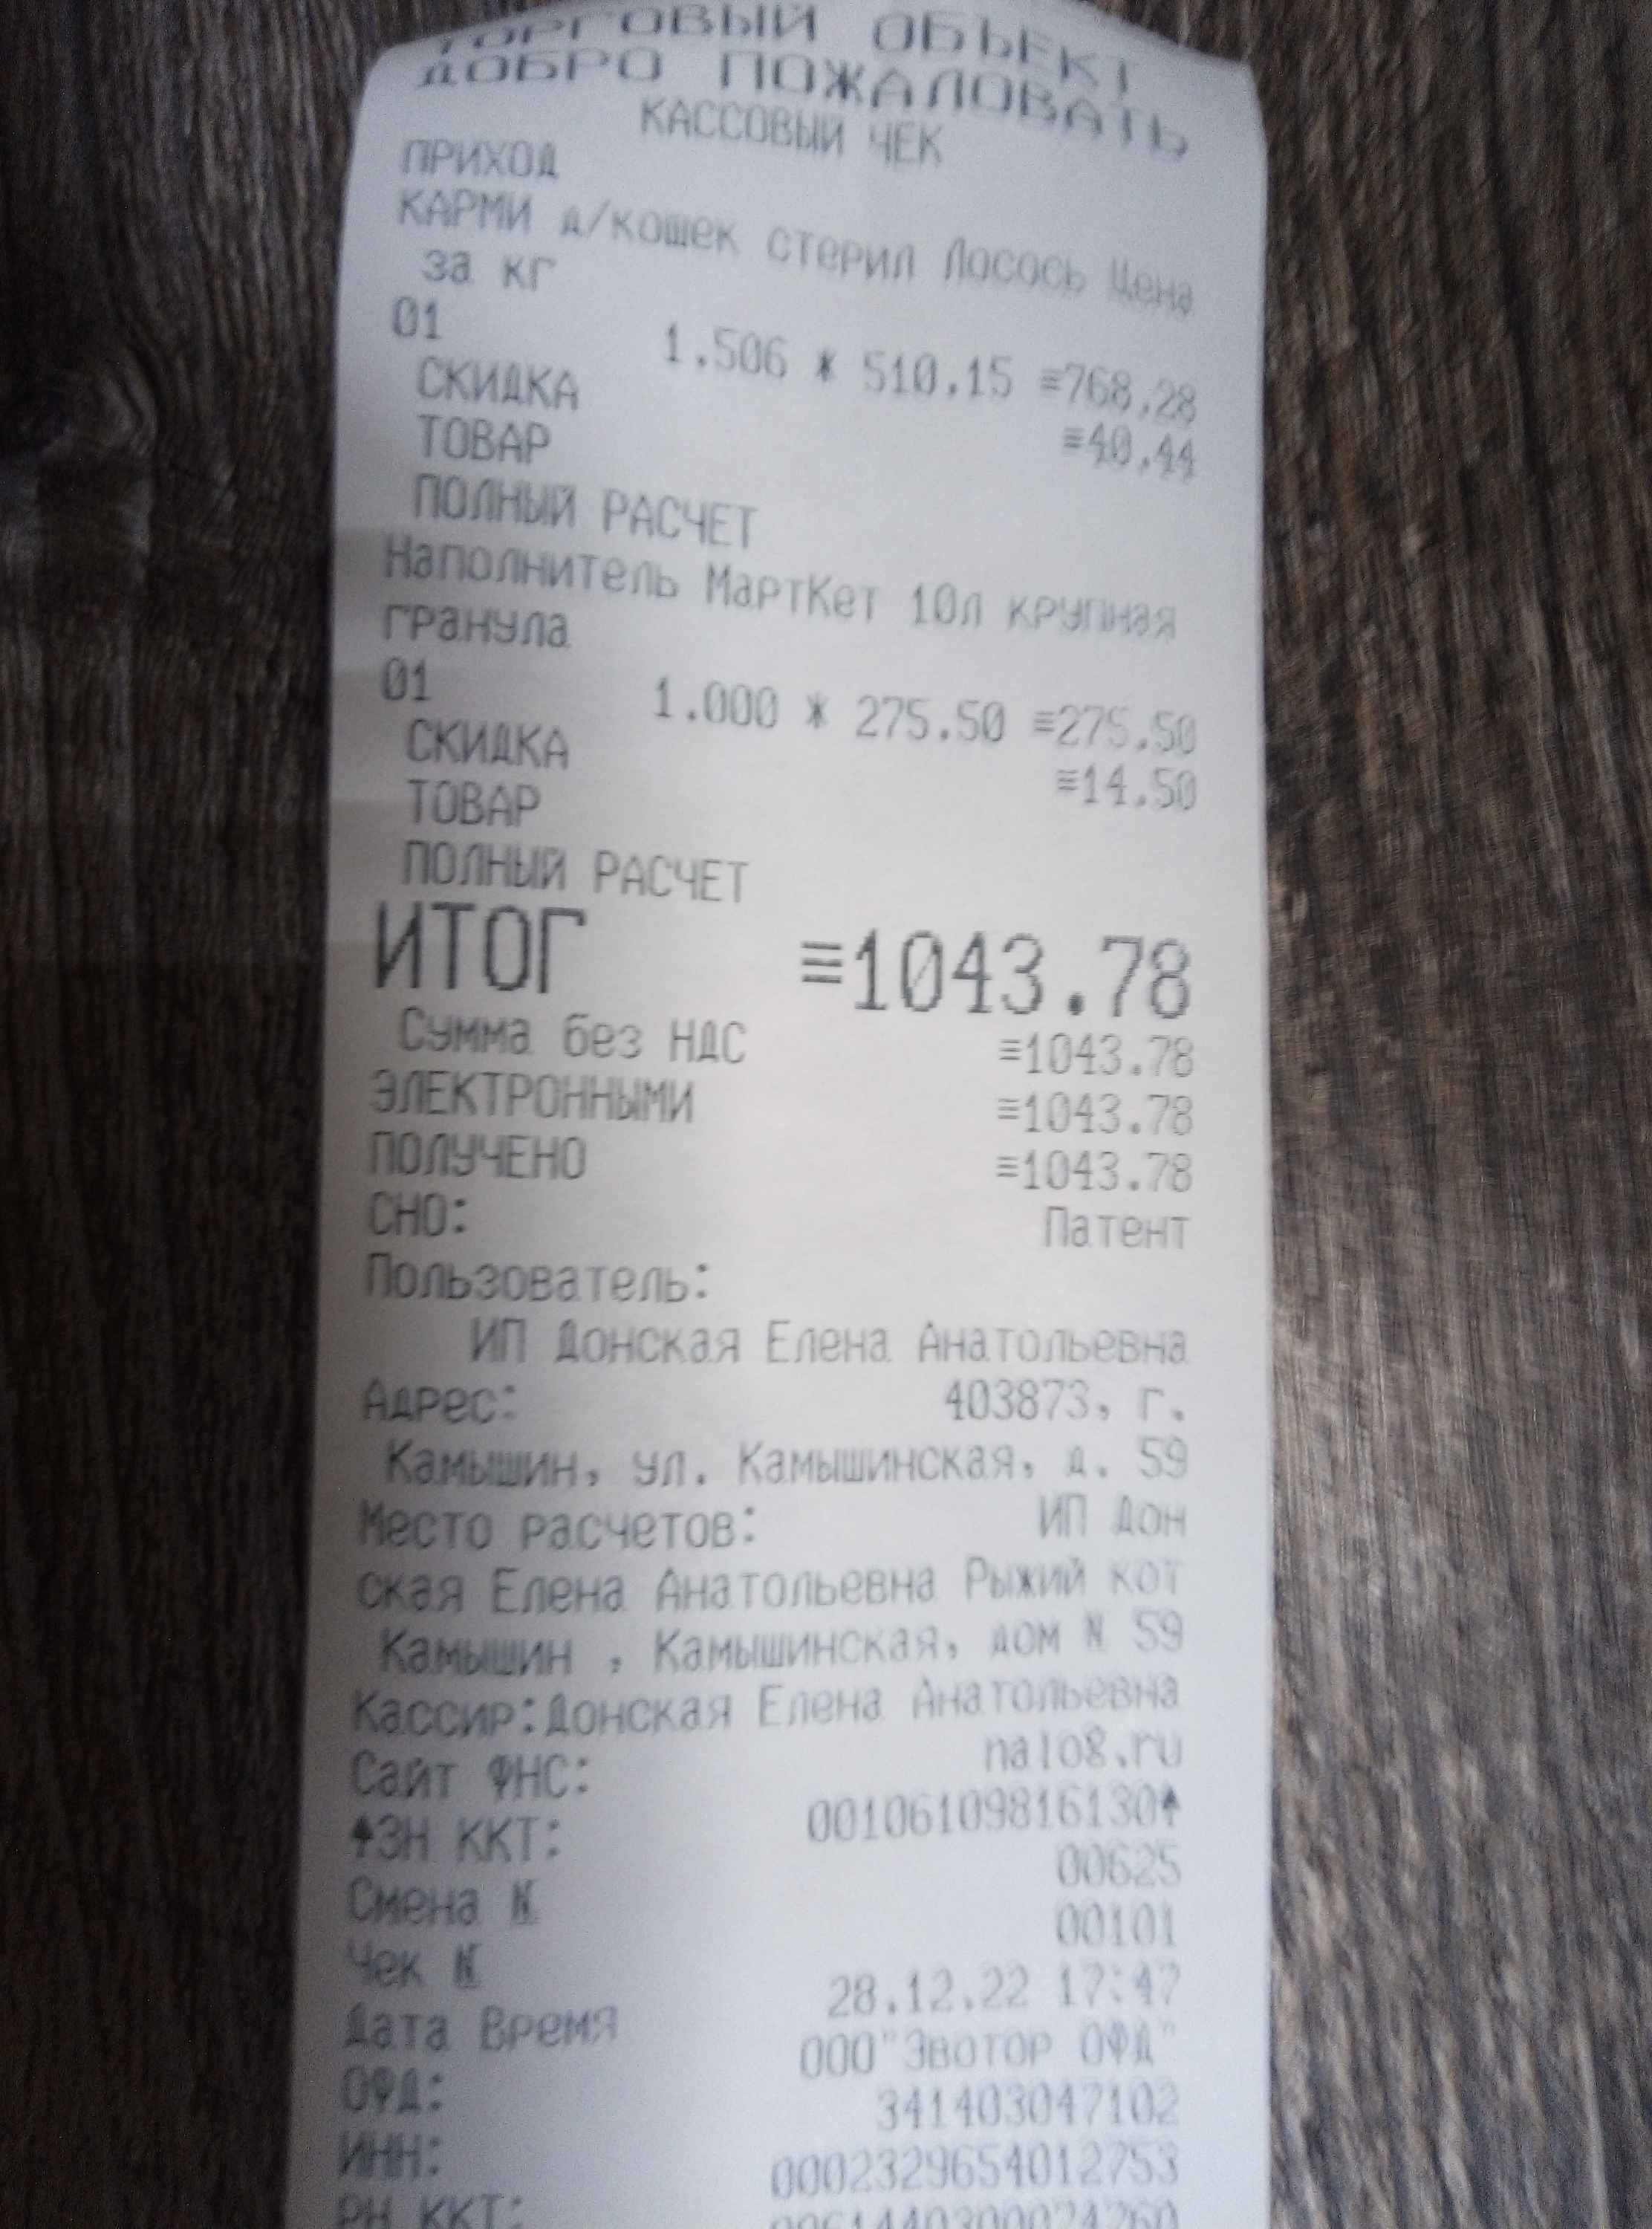 ТОРГОВЫЙ ОБЪЕКТ
ДОБРО ПОЖАЛОВАТЬ
КАССОВЫЙ ЧЕК
ПРИХОД
КАРМИ д/кошек стерил Лосось Цена
за кг
01 1.506 * 510.15 ≡768.28
СКИДКА ≡40.44
ТОВАР
ПОЛНЫЙ РАСЧЕТ
Наполнитель МартКет 10л крупная
гранула
01 1.000 * 275.50 ≡275.50
СКИДКА ≡14.50
ТОВАР
ПОЛНЫЙ РАСЧЕТ
ИТОГ ≡1043.78
Сумма без НДС ≡1043.78
ЭЛЕКТРОННЫМИ ≡1043.78
ПОЛУЧЕНО ≡1043.78
СНО: Патент
Пользователь:
ИП Донская Елена Анатольевна
Адрес: 403873, г.
Камышин, ул. Камышинская, д. 59
Место расчетов: ИП Дон
ская Елена Анатольевна Рыжий кот
Камышин , Камышинская, дом № 59
Кассир:Донская Елена Анатольевна
Сайт ФНС: nalog.ru
↑ЗН ККТ: 00106109816130↑
Смена № 00625
Чек № 00101
Дата Время 28.12.22 17:47
ОФД: ООО"Эвотор ОФД"
ИНН: 341403047102
РН ККТ: 0002329654012753